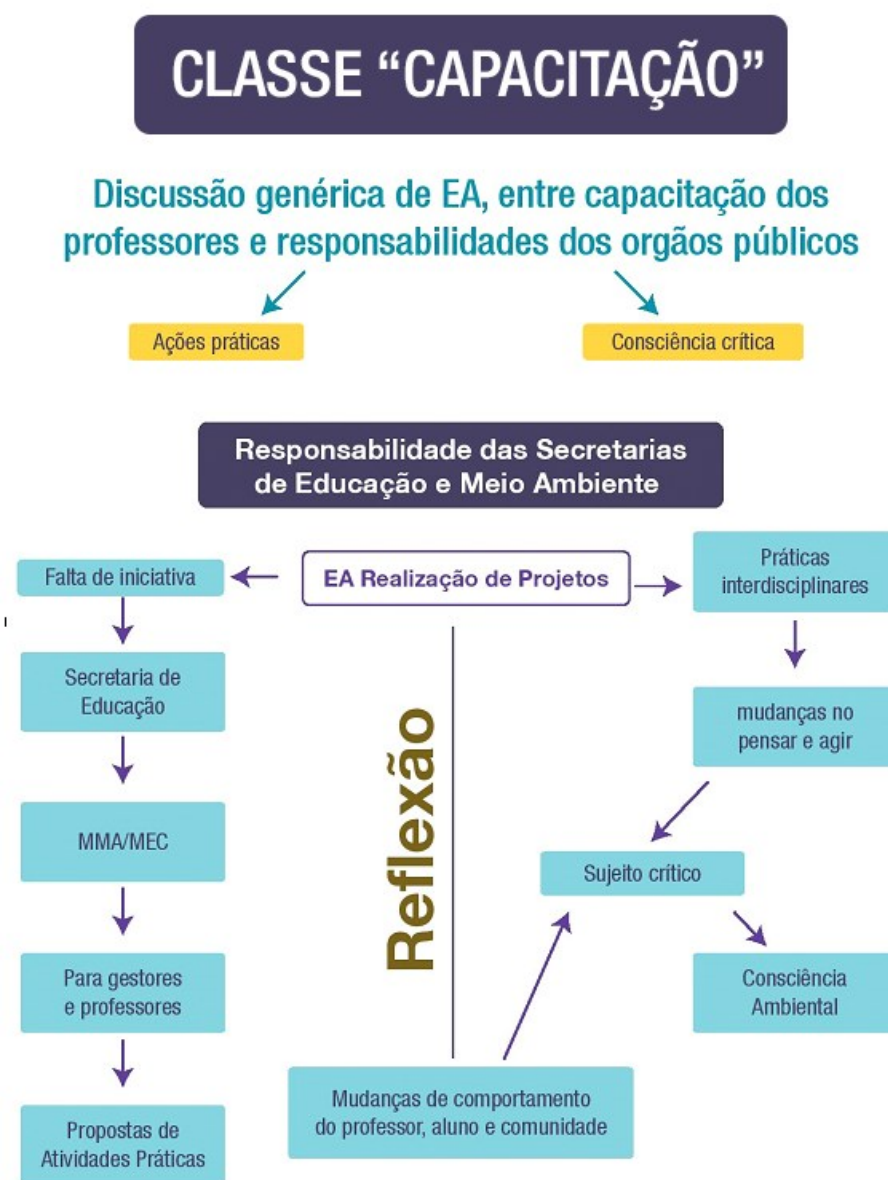 CLASSE “CAPACITAÇÃO”
Discussão genérica de EA, entre capacitação dos
professores e responsabilidades dos orgãos públicos
Ações práticas
Consciência crítica
Responsabilidade das Secretarias
de Educação e Meio Ambiente
Falta de iniciativa
EA Realização de Projetos
Práticas
interdisciplinares
Secretaria de
Educação
mudanças no
pensar e agir
Reflexão
MMA/MEC
Sujeito crítico
Para gestores
e professores
Consciência
Ambiental
Mudanças de comportamento
do professor, aluno e comunidade
Propostas de
Atividades Práticas